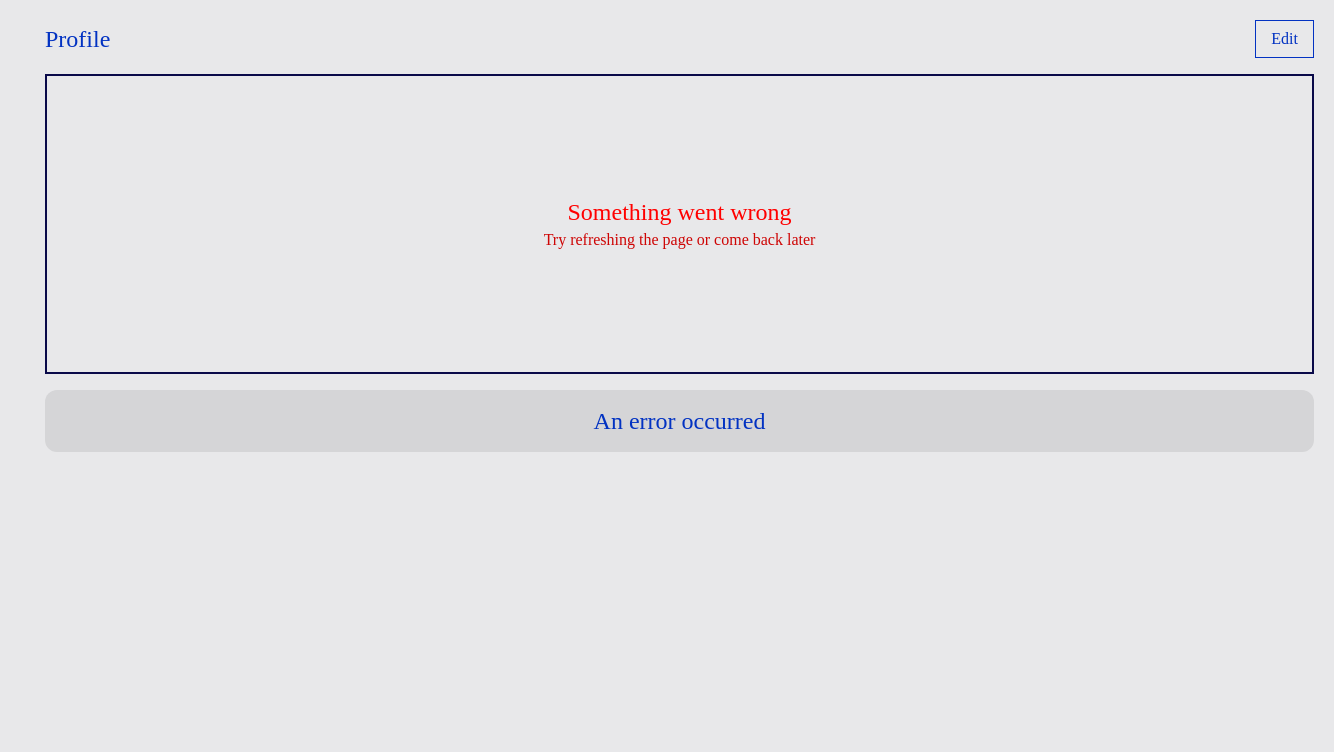 Profile
Edit
Something went wrong
Try refreshing the page or come back later
An error occurred